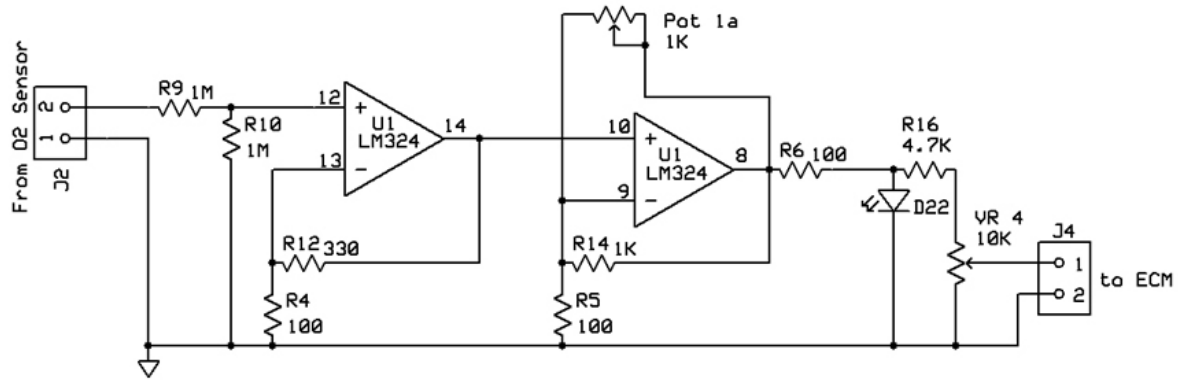 From O2 Sensor
J2
2
1
R9 1M
R10
1M
12
+
13
−
U1
LM324
14
R12 330
R4
100
Pot 1a
1K
10
+
9
−
U1
LM324
8
R14 1K
R5
100
R6 100
R16
4.7K
D22
VR 4
10K
J4
1
2
to ECM